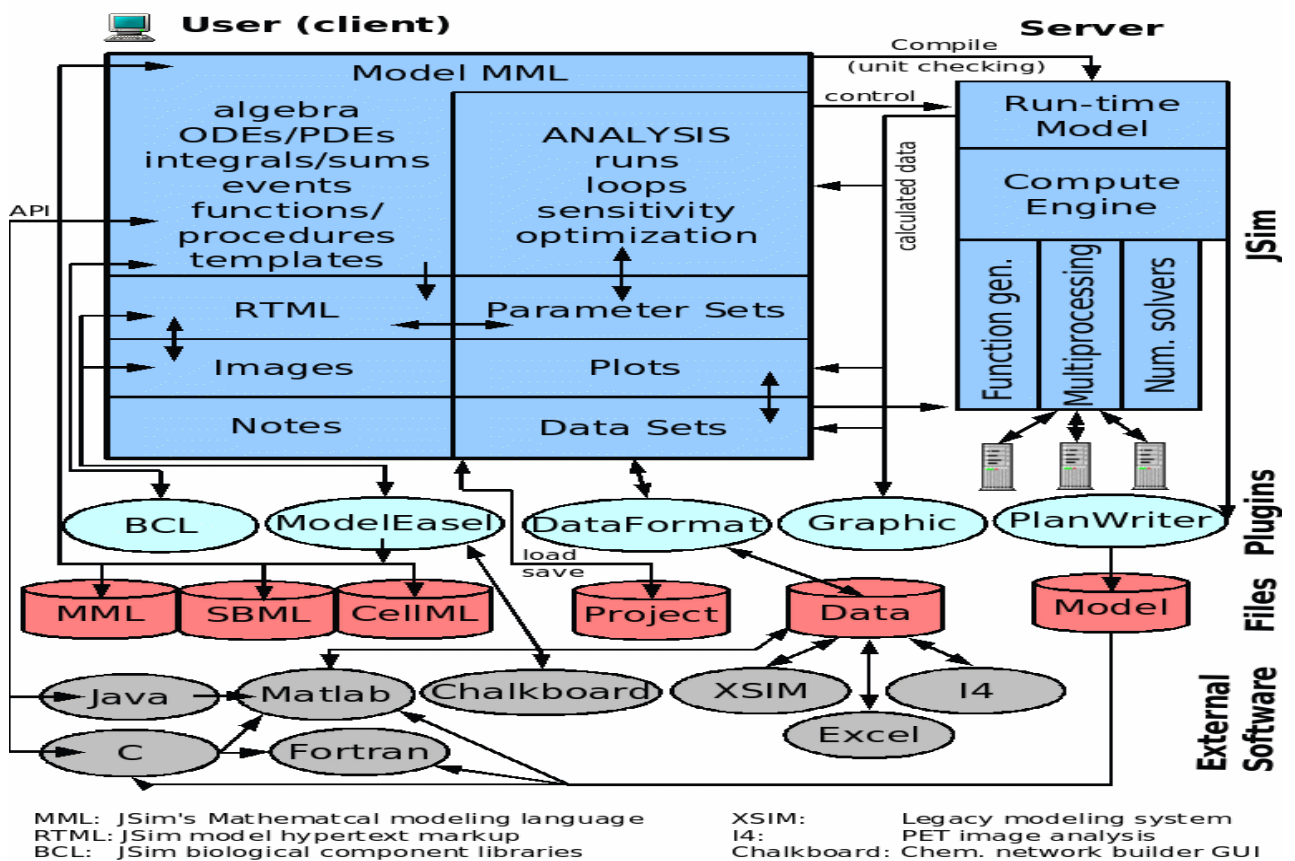 User (client)
Server
Compile
(unit checking)
control
calculated data
API
Model MML
algebra
ODEs/PDEs
integrals/sums
events
functions/
procedures
templates
ANALYSIS
runs
loops
sensitivity
optimization
RTML
Parameter Sets
Images
Plots
Notes
Data Sets
Run-time
Model
Compute
Engine
Function gen.
Multiprocessing
Num. solvers
JSim
BCL
ModelEasel
DataFormat
Graphic
PlanWriter
Plugins
load
save
MML
SBML
CellML
Project
Data
Model
Files
Java
Matlab
Chalkboard
XSIM
I4
C
Fortran
Excel
External
Software
MML: JSim's Mathematcal modeling language
RTML: JSim model hypertext markup
BCL: JSim biological component libraries
XSIM: Legacy modeling system
I4: PET image analysis
Chalkboard: Chem. network builder GUI